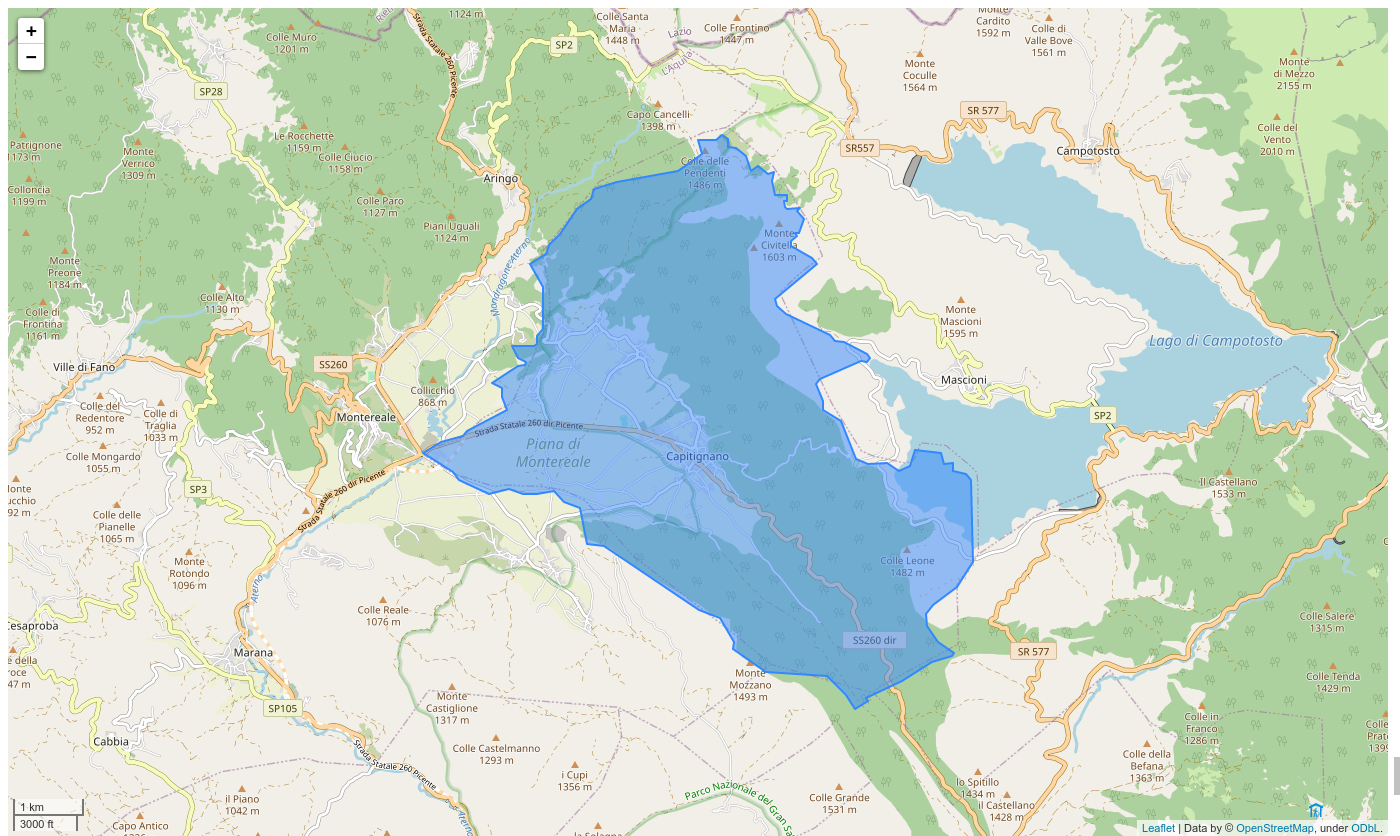 +
−
1124 m
Colle Santa
Maria
1448 m
Lazio
L'Aquila
Colle Frontino
1447 m
Monte
Cardito
1592 m
Colle di
Valle Bove
1561 m
Colle Muro
1201 m
Strada Statale 260 Picente
SP2
Monte
Coculle
1564 m
Monte
di Mezzo
2155 m
SP28
Capo Cancelli
1398 m
SR 577
Colle del
Vento
2010 m
Le Rocchette
1159 m
Patrignone
1173 m
Monte
Verrico
1309 m
Colle Ciucio
1158 m
SR557
Campotosto
Colle delle
Pendenti
1486 m
Aringo
Colloncia
1199 m
Colle Paro
1127 m
Piani Uguali
1124 m
Monte
Civitella
1603 m
Monte
Preone
1184 m
Mondragone-Aterno
Colle Alto
1130 m
Colle di
Frontina
1161 m
Monte
Mascioni
1595 m
Lago di Campotosto
Ville di Fano
SS260
Collicchio
868 m
Mascioni
Colle del
Redentore
952 m
Colle di
Traglia
1033 m
Montereale
SP2
Strada Statale 260 dir Picente
Piana di
Montereale
Capitignano
Colle Mongardo
1055 m
Il Castellano
1533 m
SP3
Strada Statale 260 dir Picente
Colle delle
Pianelle
1065 m
Monte
Rotondo
1096 m
Colle Leone
1482 m
Aterno
Colle Reale
1076 m
Colle Salere
1315 m
Cesaproba
SS260 dir
SR 577
Marana
Monte
Mozzano
1493 m
Colle Tenda
1429 m
SP105
Monte
Castiglione
1317 m
Colle in
Franco
1286 m
Cabbia
Strada Statale 260 Picente
Colle Castelmanno
1293 m
Colle della
Befana
1363 m
i Cupi
1356 m
Parco Nazionale del Gran Sa
lo Spitillo
1434 m
il Castellano
1428 m
Colle Grande
1531 m
il Piano
1042 m
Capo Antico
Aterno
la Solagna
1 km
3000 ft
Leaflet | Data by © OpenStreetMap, under ODbL.